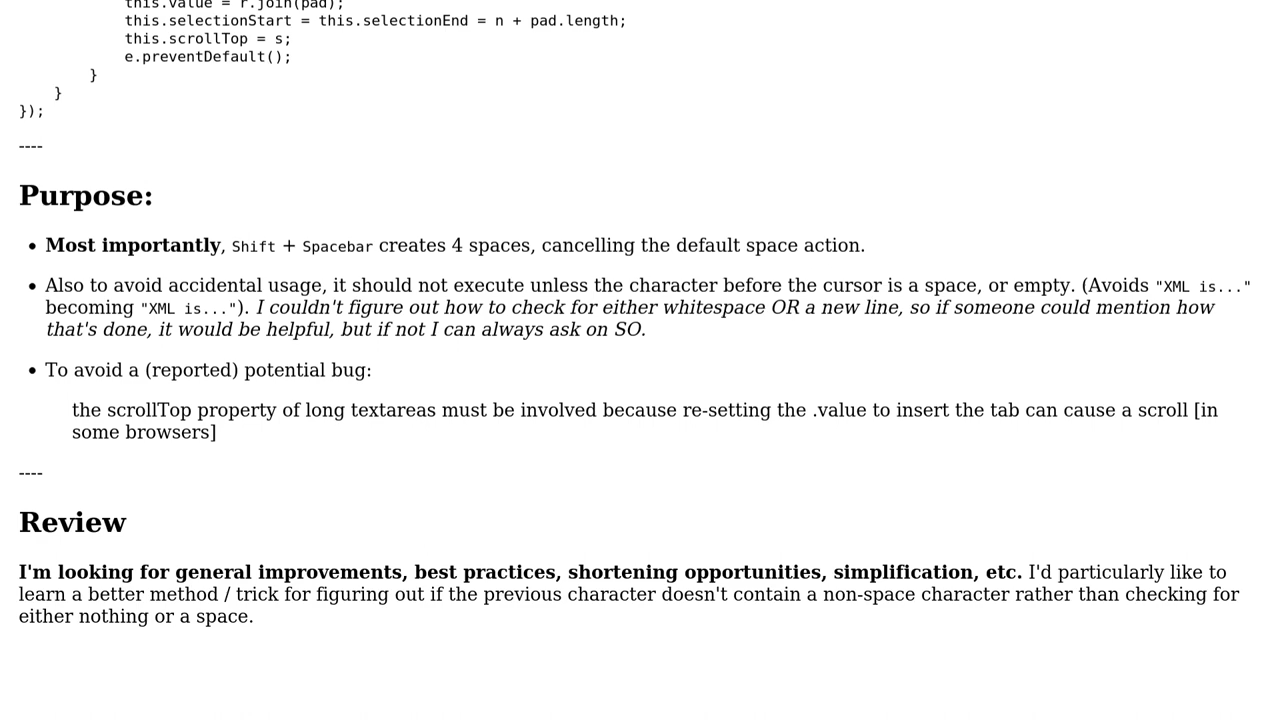 this.value = r.join(pad);
this.selectionStart = this.selectionEnd = n + pad.length;
this.scrollTop = s;
e.preventDefault();
}
}
});
----
Purpose:
• Most importantly, Shift + Spacebar creates 4 spaces, cancelling the default space action.
• Also to avoid accidental usage, it should not execute unless the character before the cursor is a space, or empty. (Avoids "XML is..."
becoming "XML is..."). I couldn't figure out how to check for either whitespace OR a new line, so if someone could mention how
that's done, it would be helpful, but if not I can always ask on SO.
• To avoid a (reported) potential bug:
the scrollTop property of long textareas must be involved because re-setting the .value to insert the tab can cause a scroll [in
some browsers]
----
Review
I'm looking for general improvements, best practices, shortening opportunities, simplification, etc. I'd particularly like to
learn a better method / trick for figuring out if the previous character doesn't contain a non-space character rather than checking for
either nothing or a space.